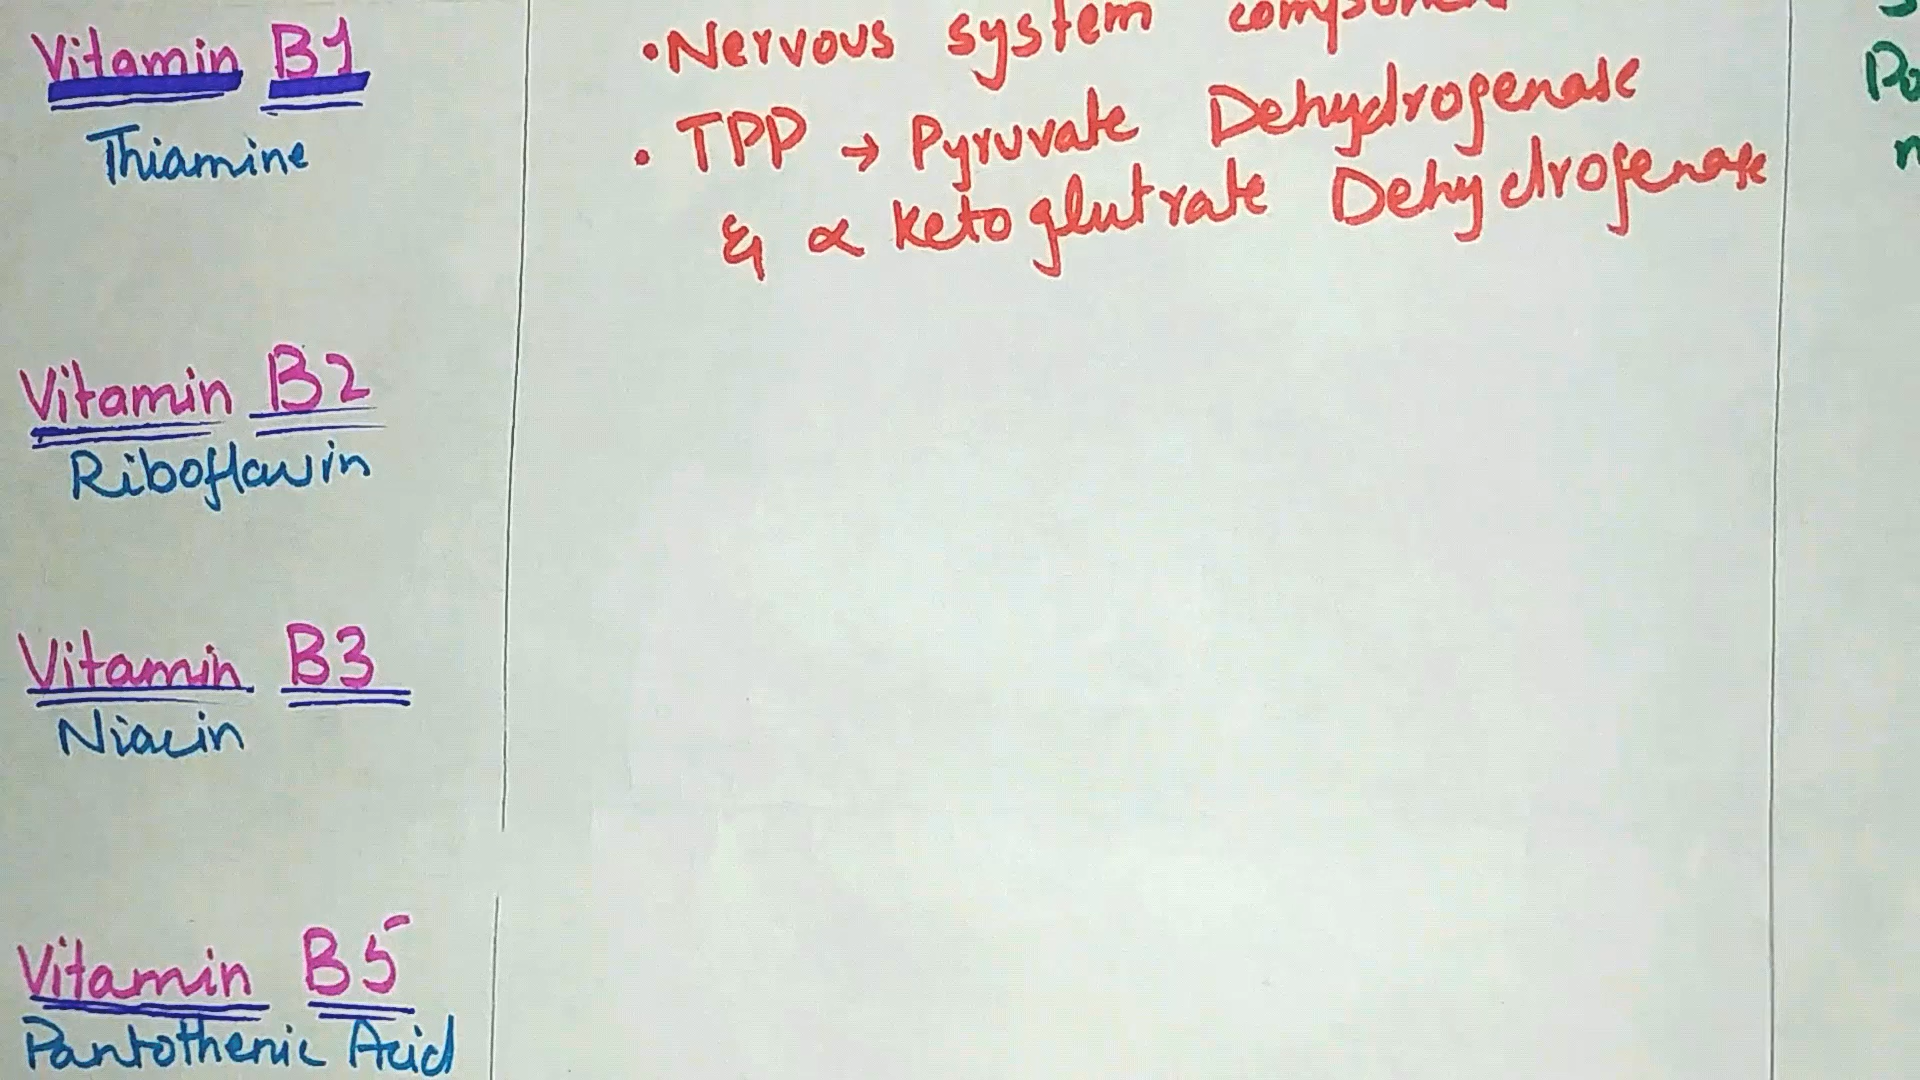 Vitamin B1
Thiamine
• Nervous system component
• TPP → Pyruvate Dehydrogenase
& α Ketoglutrate Dehydrogenase
Vitamin B2
Riboflavin
Vitamin B3
Niacin
Vitamin B5
Pantothenic Acid